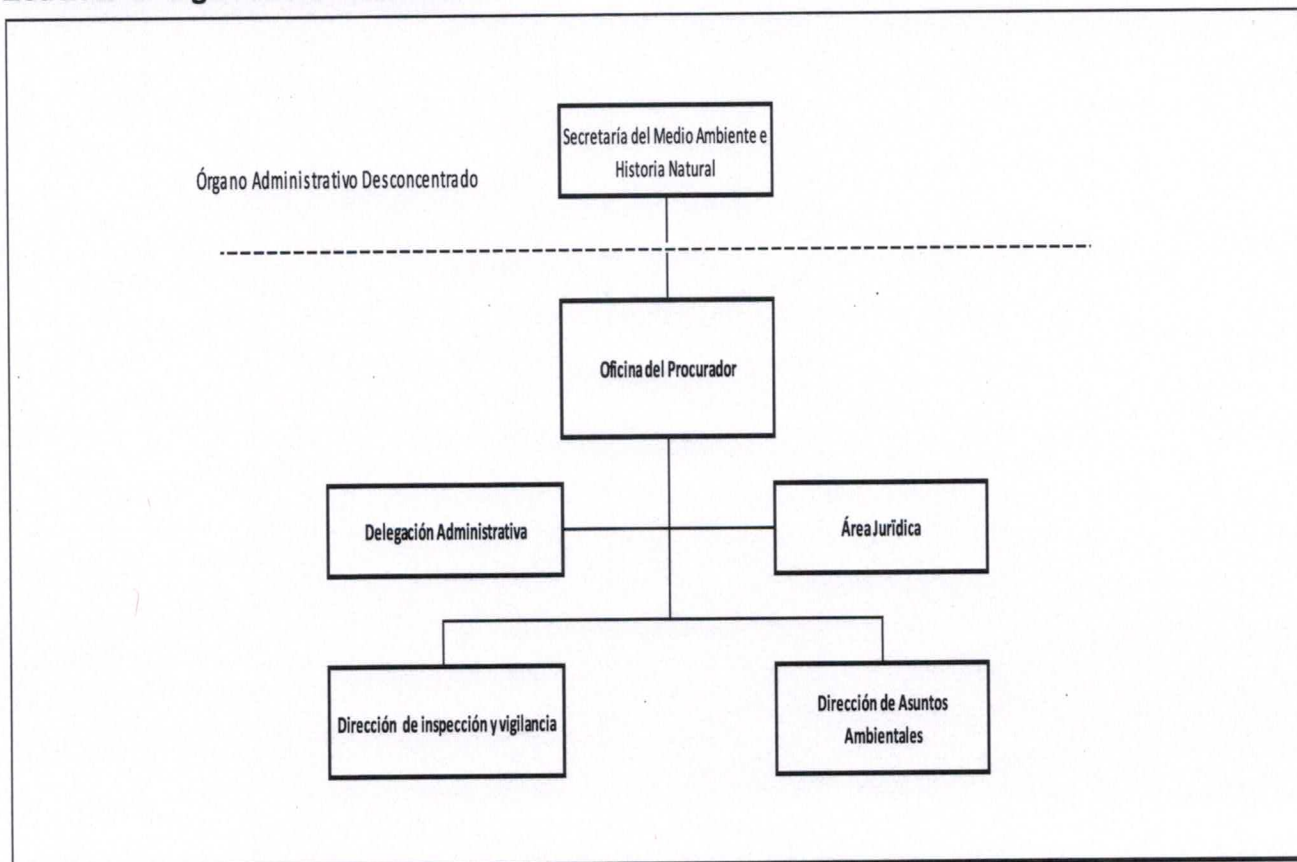 Secretaría del Medio Ambiente e
Historia Natural
Órgano Administrativo Desconcentrado
Oficina del Procurador
Delegación Administrativa
Área Jurīdica
Dirección de inspección y vigilancia
Dirección de Asuntos
Ambientales